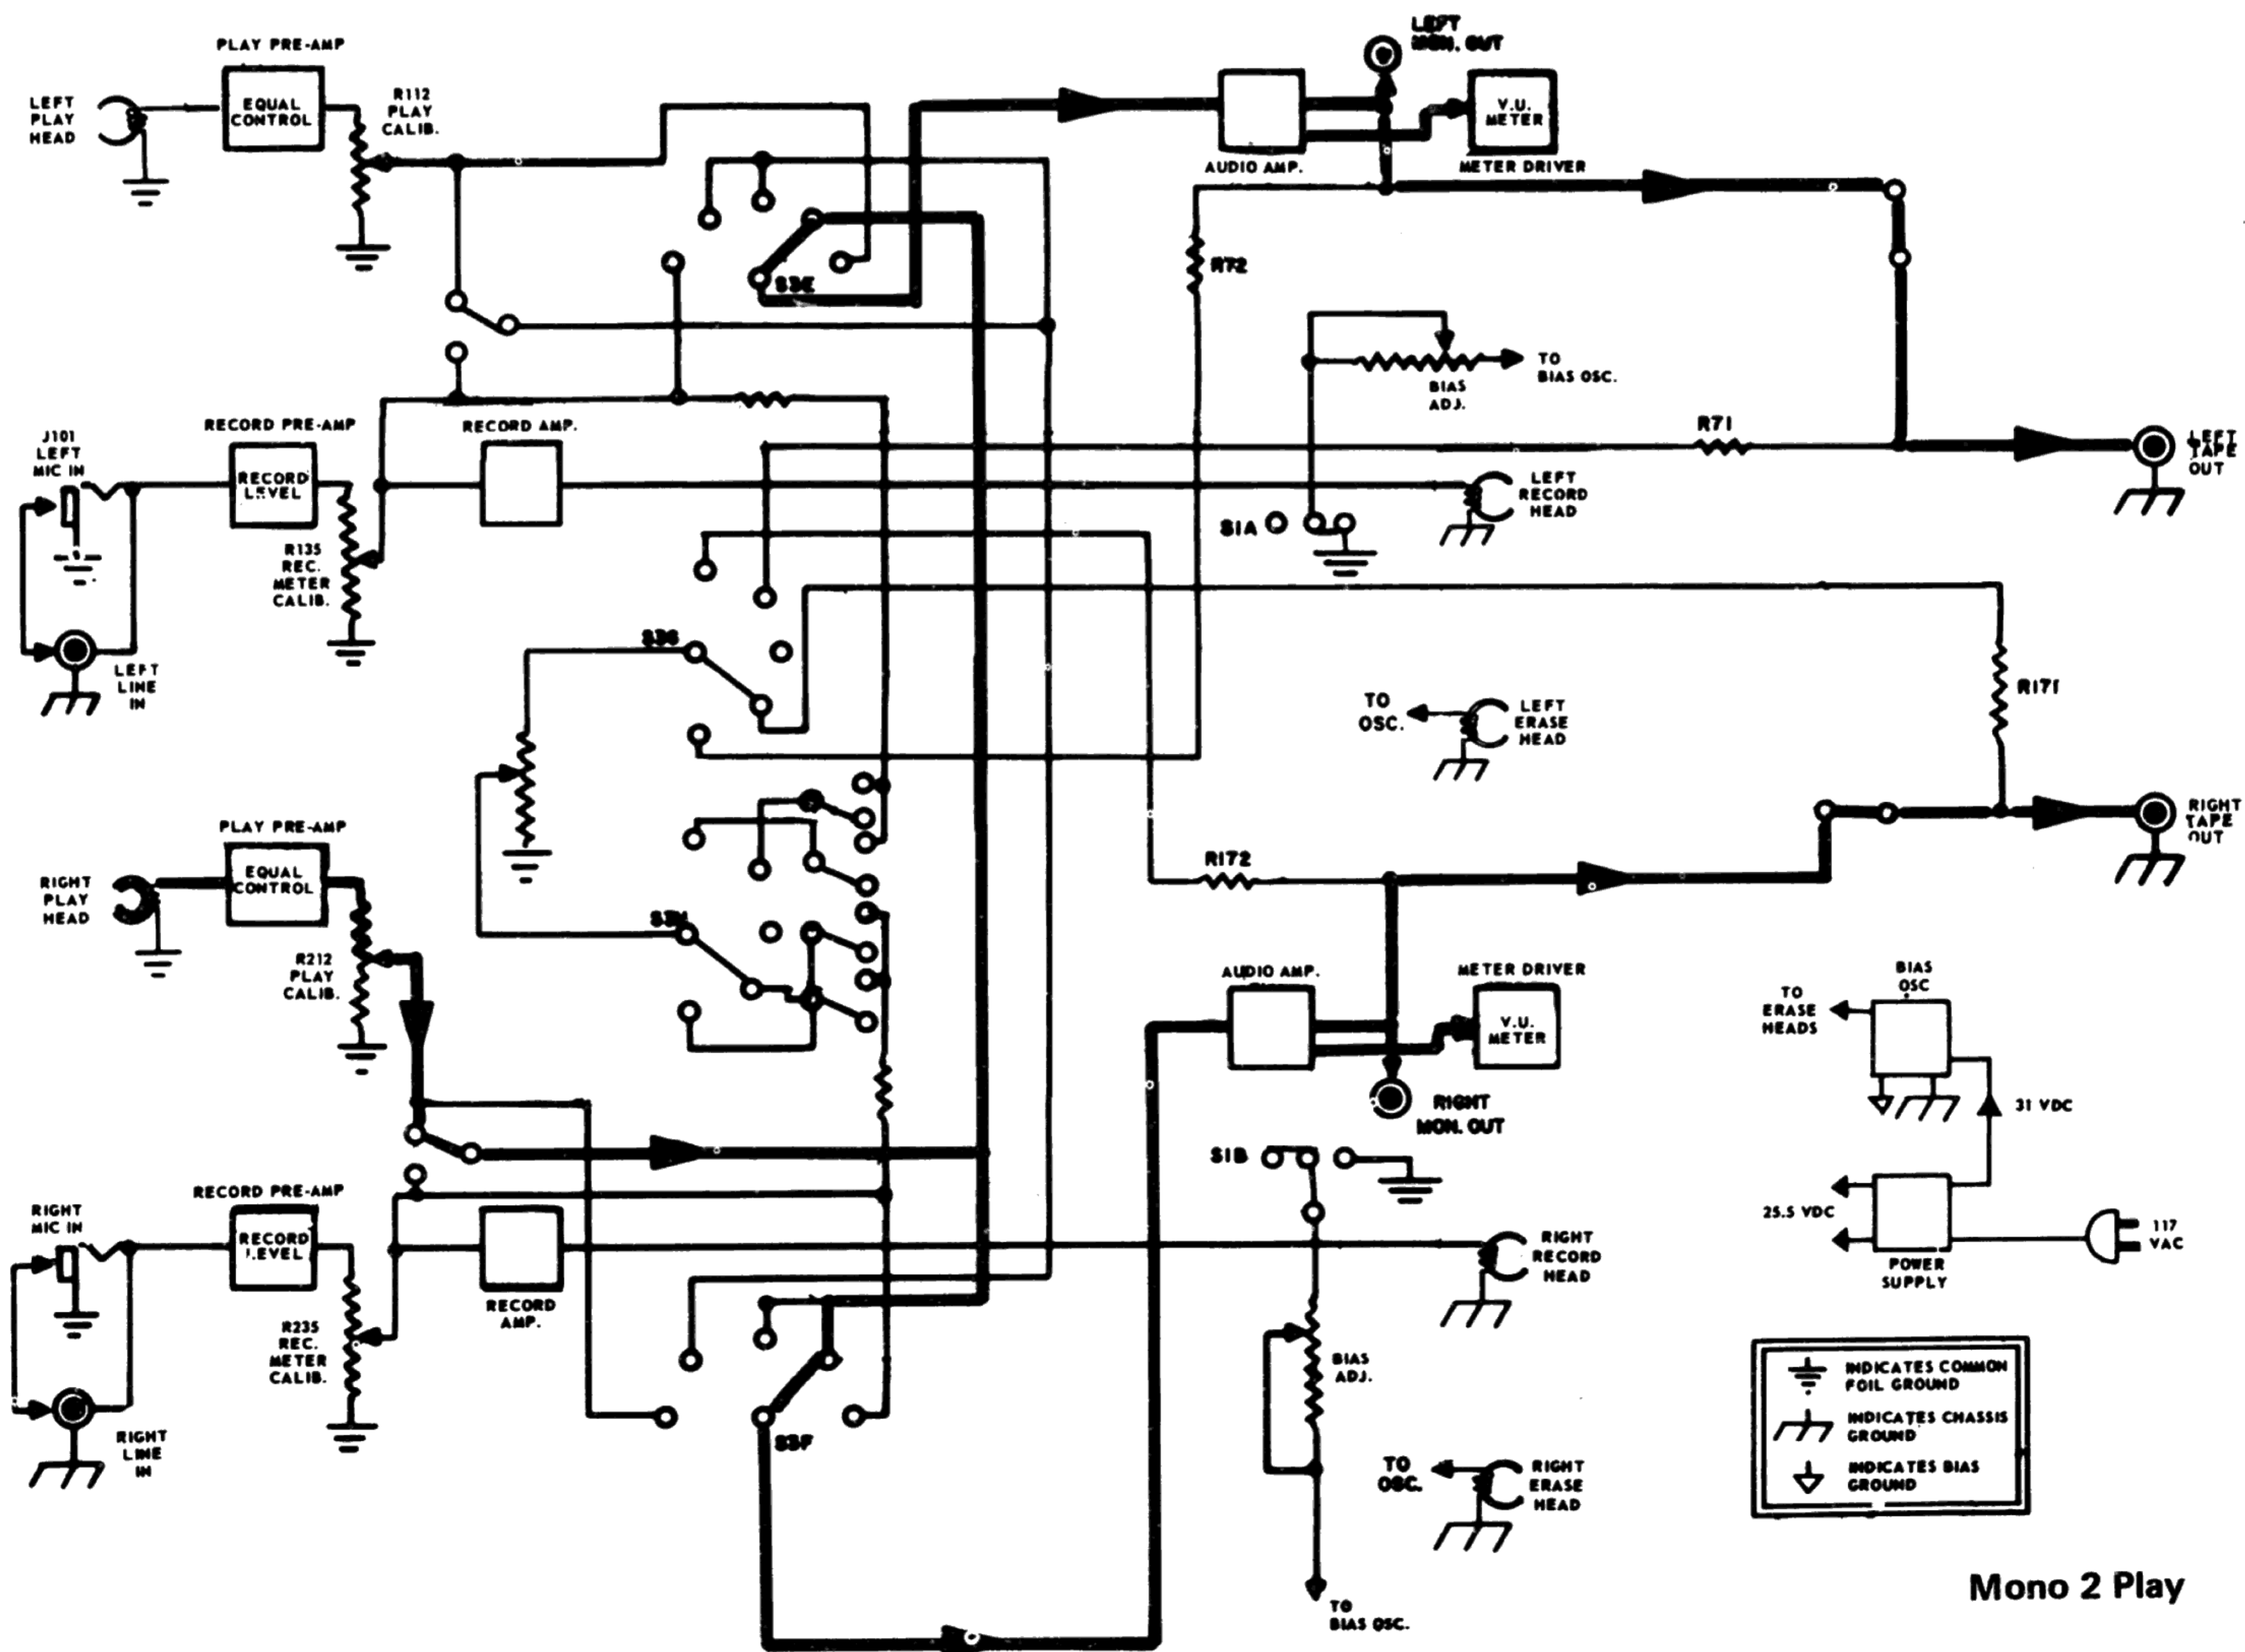 LEFT
MON. OUT
PLAY PRE-AMP
LEFT
PLAY
HEAD
EQUAL
CONTROL
R112
PLAY
CALIB.
V.U.
METER
AUDIO AMP.
METER DRIVER
S3E
R72
TO
BIAS OSC.
BIAS
ADJ.
RECORD PRE-AMP
RECORD AMP.
R71
J101
LEFT
MIC IN
RECORD
LEVEL
LEFT
TAPE
OUT
LEFT
RECORD
HEAD
S1A
R135
REC.
METER
CALIB.
S3G
LEFT
LINE
IN
R171
TO
OSC.
LEFT
ERASE
HEAD
PLAY PRE-AMP
RIGHT
TAPE
OUT
R172
RIGHT
PLAY
HEAD
EQUAL
CONTROL
S3H
R212
PLAY
CALIB.
AUDIO AMP.
METER DRIVER
V.U.
METER
BIAS
OSC
TO
ERASE
HEADS
31 VDC
RIGHT
MON. OUT
S1B
RECORD PRE-AMP
RIGHT
MIC IN
RECORD
LEVEL
25.5 VDC
117
VAC
POWER
SUPPLY
RIGHT
RECORD
HEAD
RECORD
AMP.
R235
REC.
METER
CALIB.
BIAS
ADJ.
INDICATES COMMON
FOIL GROUND
INDICATES CHASSIS
GROUND
INDICATES BIAS
GROUND
RIGHT
LINE
IN
S3F
TO
OSC.
RIGHT
ERASE
HEAD
TO
BIAS OSC.
Mono 2 Play